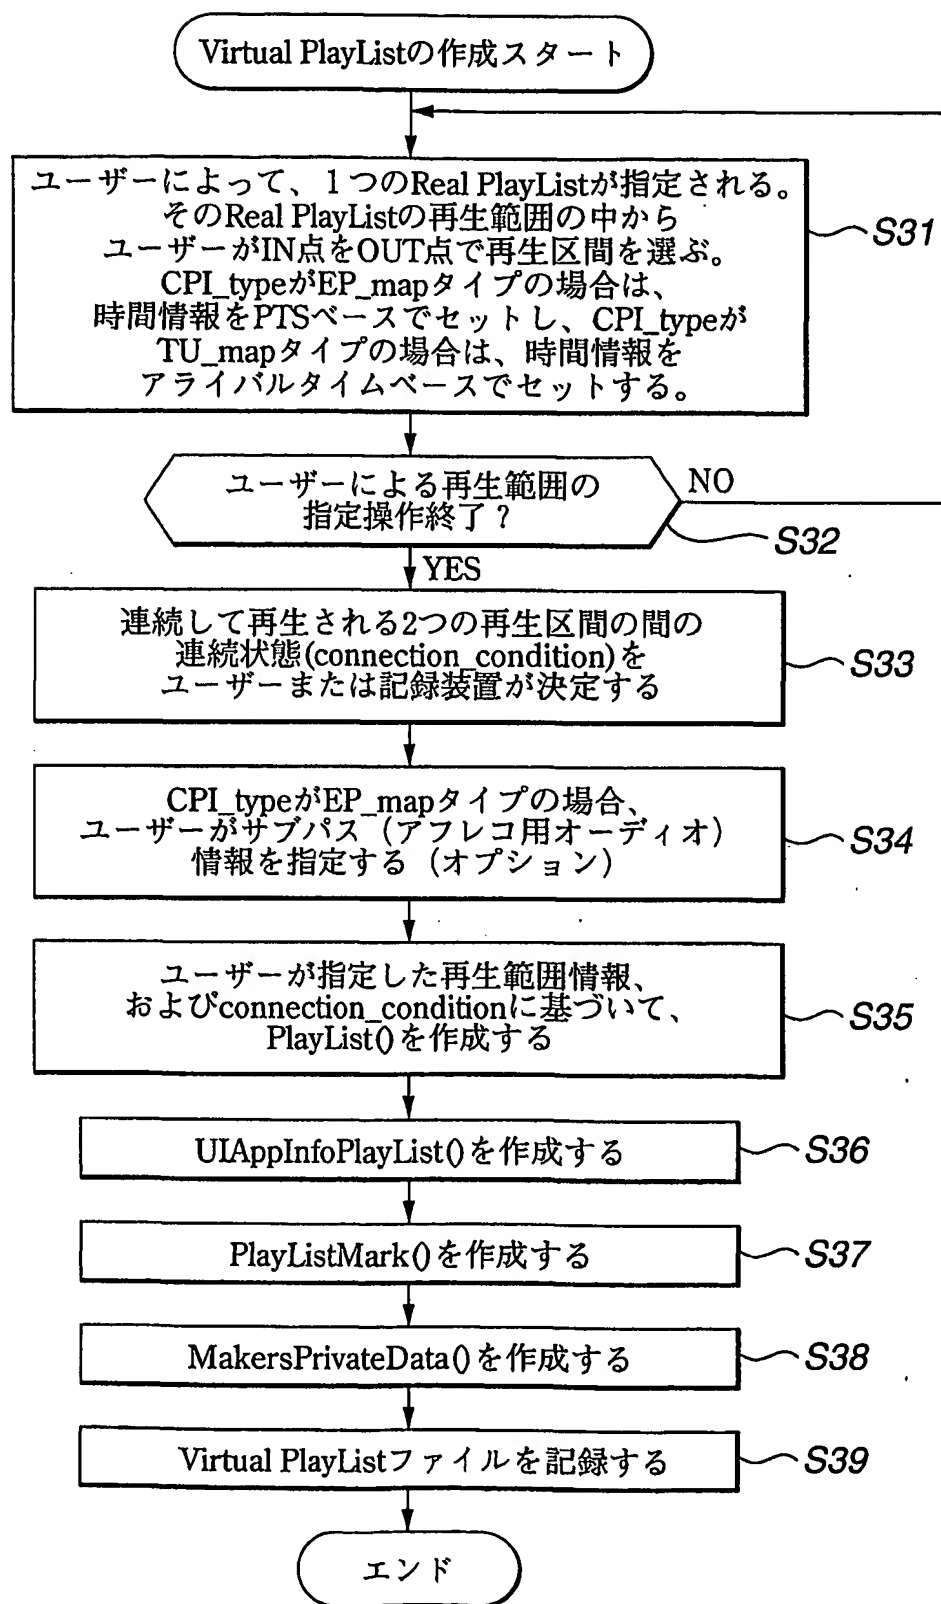 Virtual PlayListの作成スタート
ユーザーによって、1つのReal PlayListが指定される。
そのReal PlayListの再生範囲の中から
ユーザーがIN点をOUT点で再生区間を選ぶ。
CPI_typeがEP_mapタイプの場合は、
時間情報をPTSベースでセットし、CPI_typeが
TU_mapタイプの場合は、時間情報を
アライバルタイムベースでセットする。
S31
ユーザーによる再生範囲の
指定操作終了？
NO
S32
YES
連続して再生される2つの再生区間の間の
連続状態(connection_condition)を
ユーザーまたは記録装置が決定する
S33
CPI_typeがEP_mapタイプの場合、
ユーザーがサブパス（アフレコ用オーディオ）
情報を指定する（オプション）
S34
ユーザーが指定した再生範囲情報、
およびconnection_conditionに基づいて、
PlayList()を作成する
S35
UIAppInfoPlayList()を作成する
S36
PlayListMark()を作成する
S37
MakersPrivateData()を作成する
S38
Virtual PlayListファイルを記録する
S39
エンド